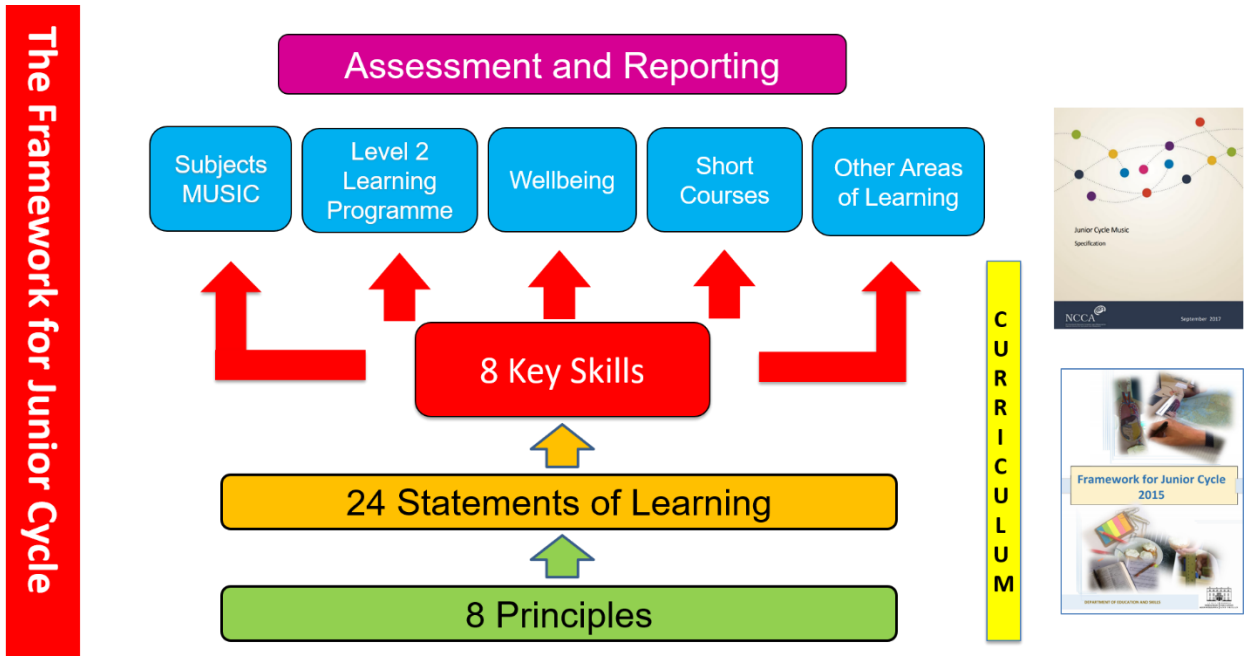 The Framework for Junior Cycle
Assessment and Reporting
Subjects
MUSIC
Level 2
Learning
Programme
Wellbeing
Short
Courses
Other Areas
of Learning
8 Key Skills
24 Statements of Learning
8 Principles
CURRICULUM
Junior Cycle Music
Specification
NCCA
September 2017
Framework for Junior Cycle
2015
DEPARTMENT OF EDUCATION AND SKILLS